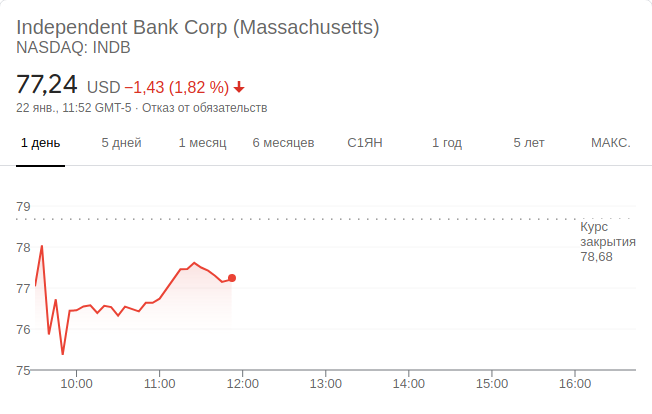 Independent Bank Corp (Massachusetts)
NASDAQ: INDB
77,24 USD −1,43 (1,82 %)
22 янв., 11:52 GMT-5 · Отказ от обязательств
1 день 5 дней 1 месяц 6 месяцев С1ЯН 1 год 5 лет МАКС.
79
Курс
закрытия
78,68
78
77
76
75
10:00 11:00 12:00 13:00 14:00 15:00 16:00